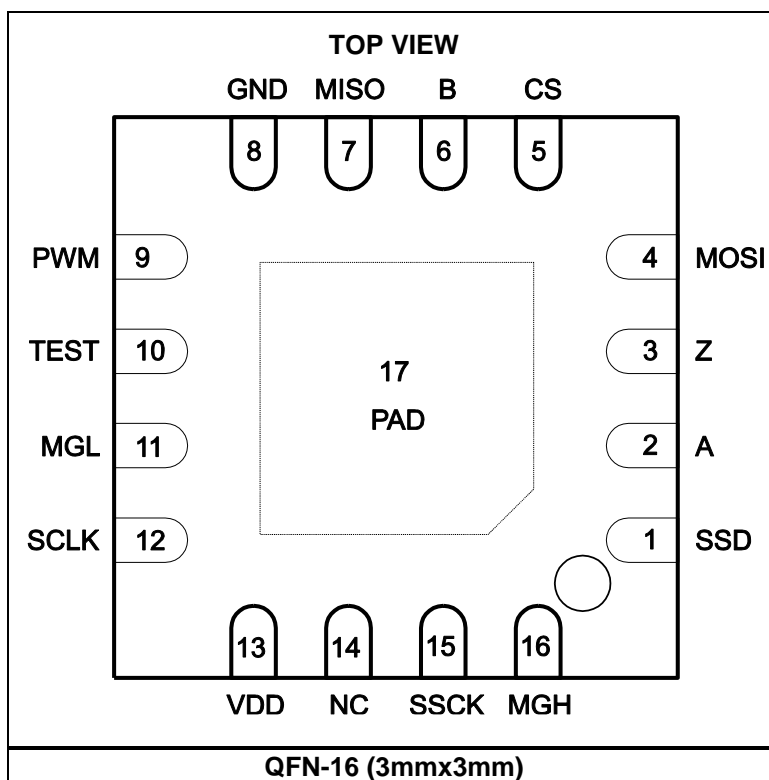 TOP VIEW
GND MISO B CS
8 7 6 5
PWM 9 4 MOSI
TEST 10 3 Z
17
PAD
MGL 11 2 A
SCLK 12 1 SSD
13 14 15 16
VDD NC SSCK MGH
QFN-16 (3mmx3mm)